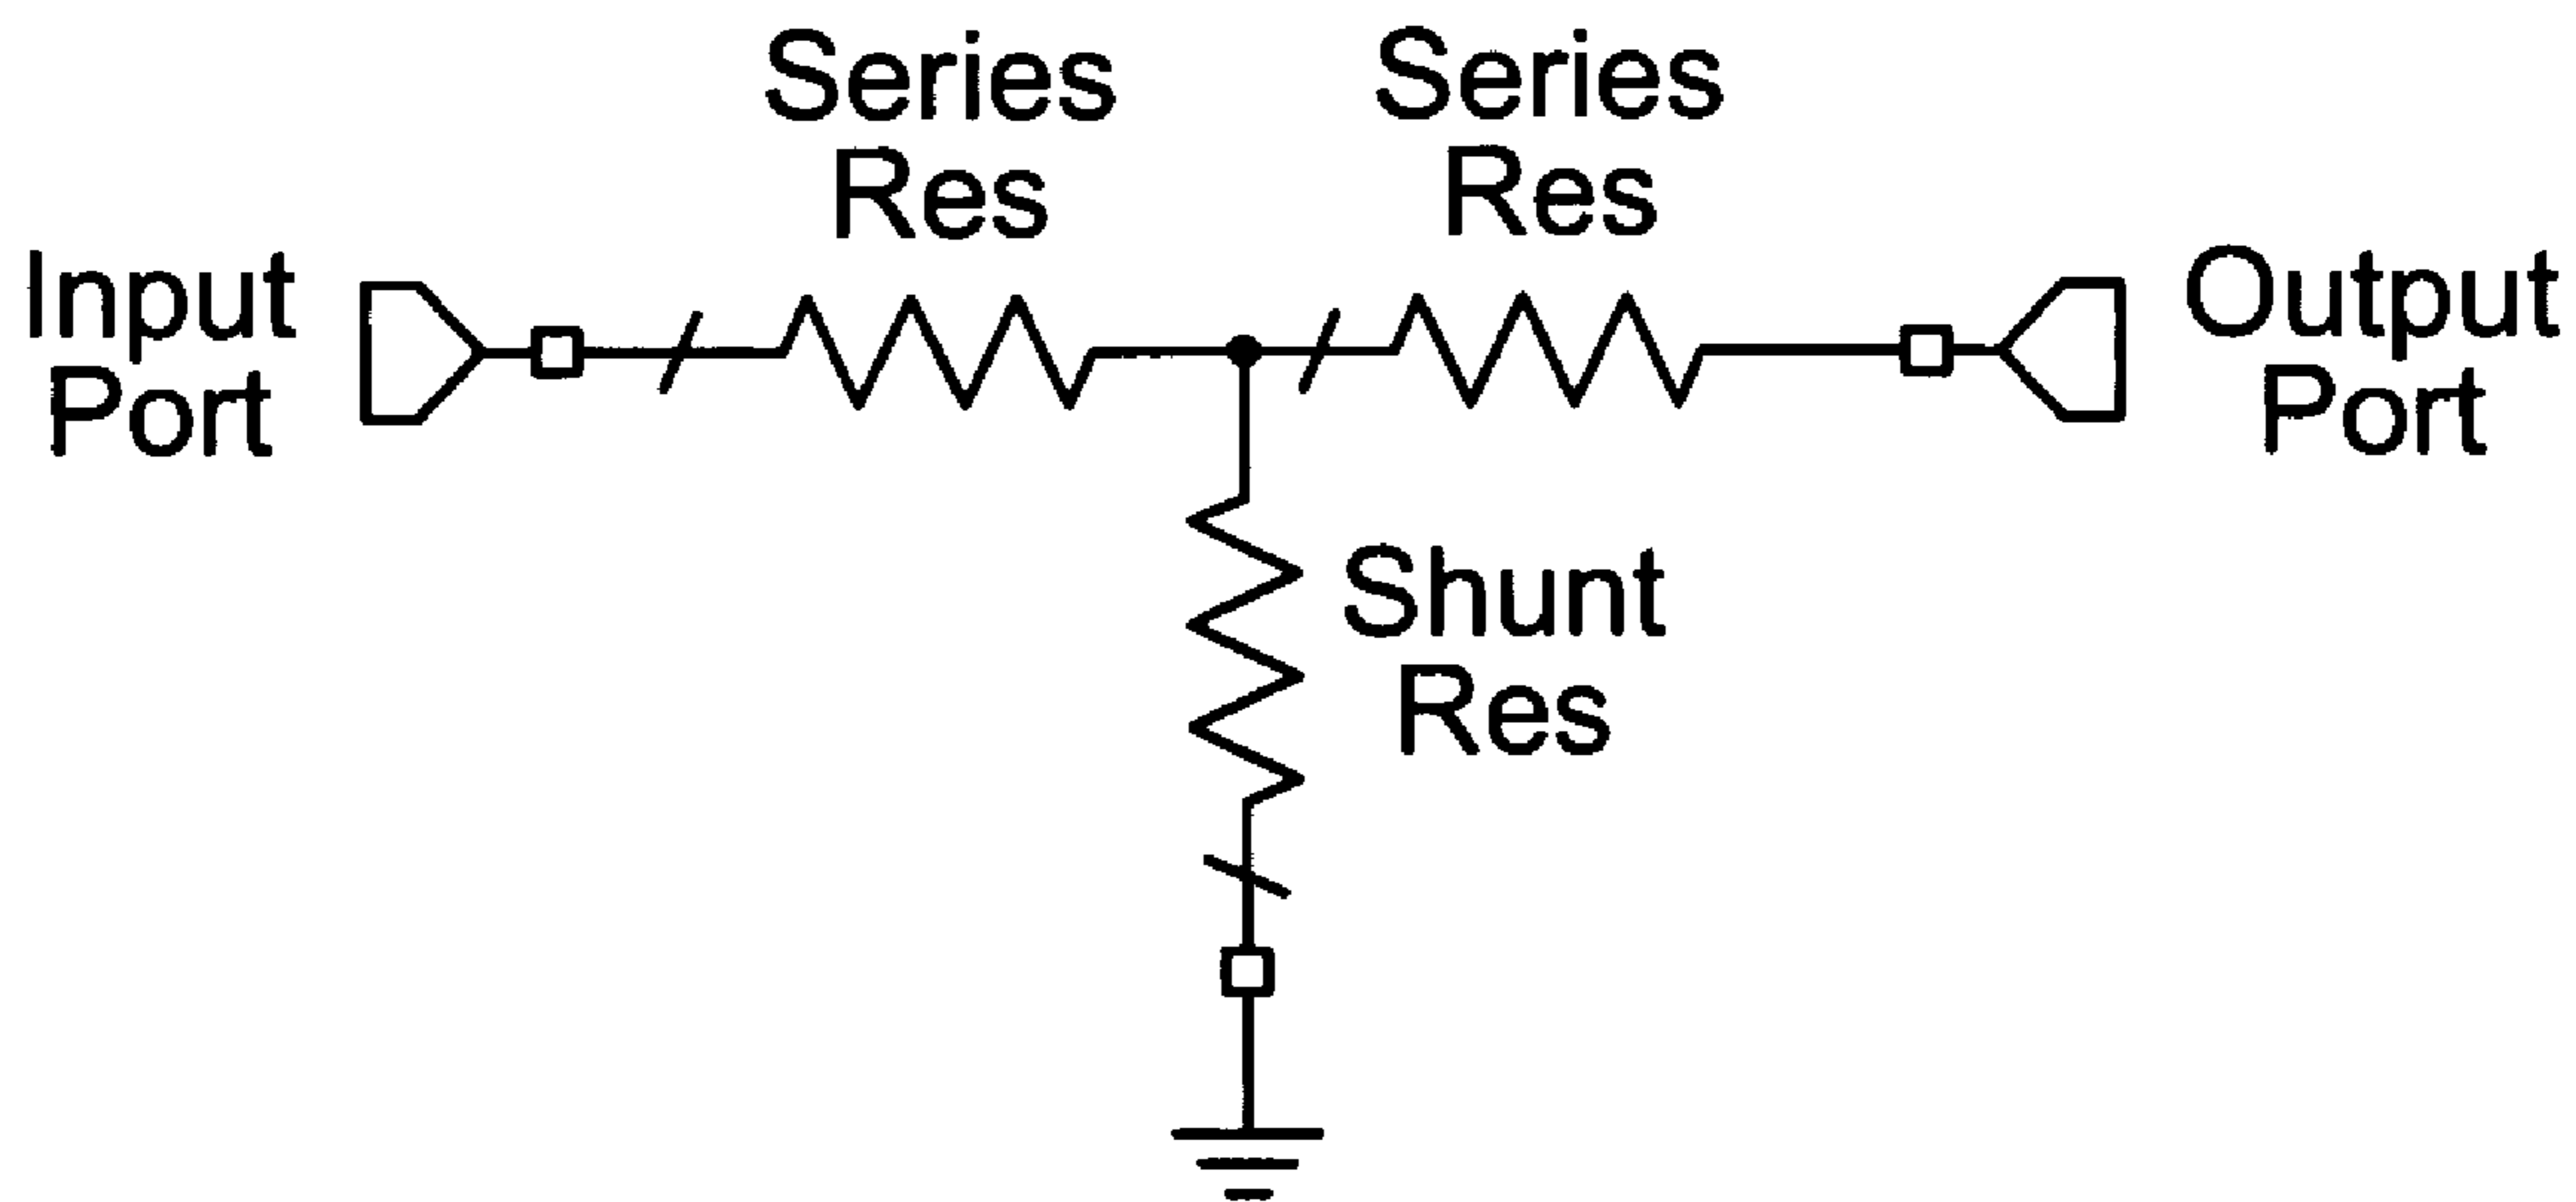 Series
Res
Series
Res
Input
Port
Output
Port
Shunt
Res